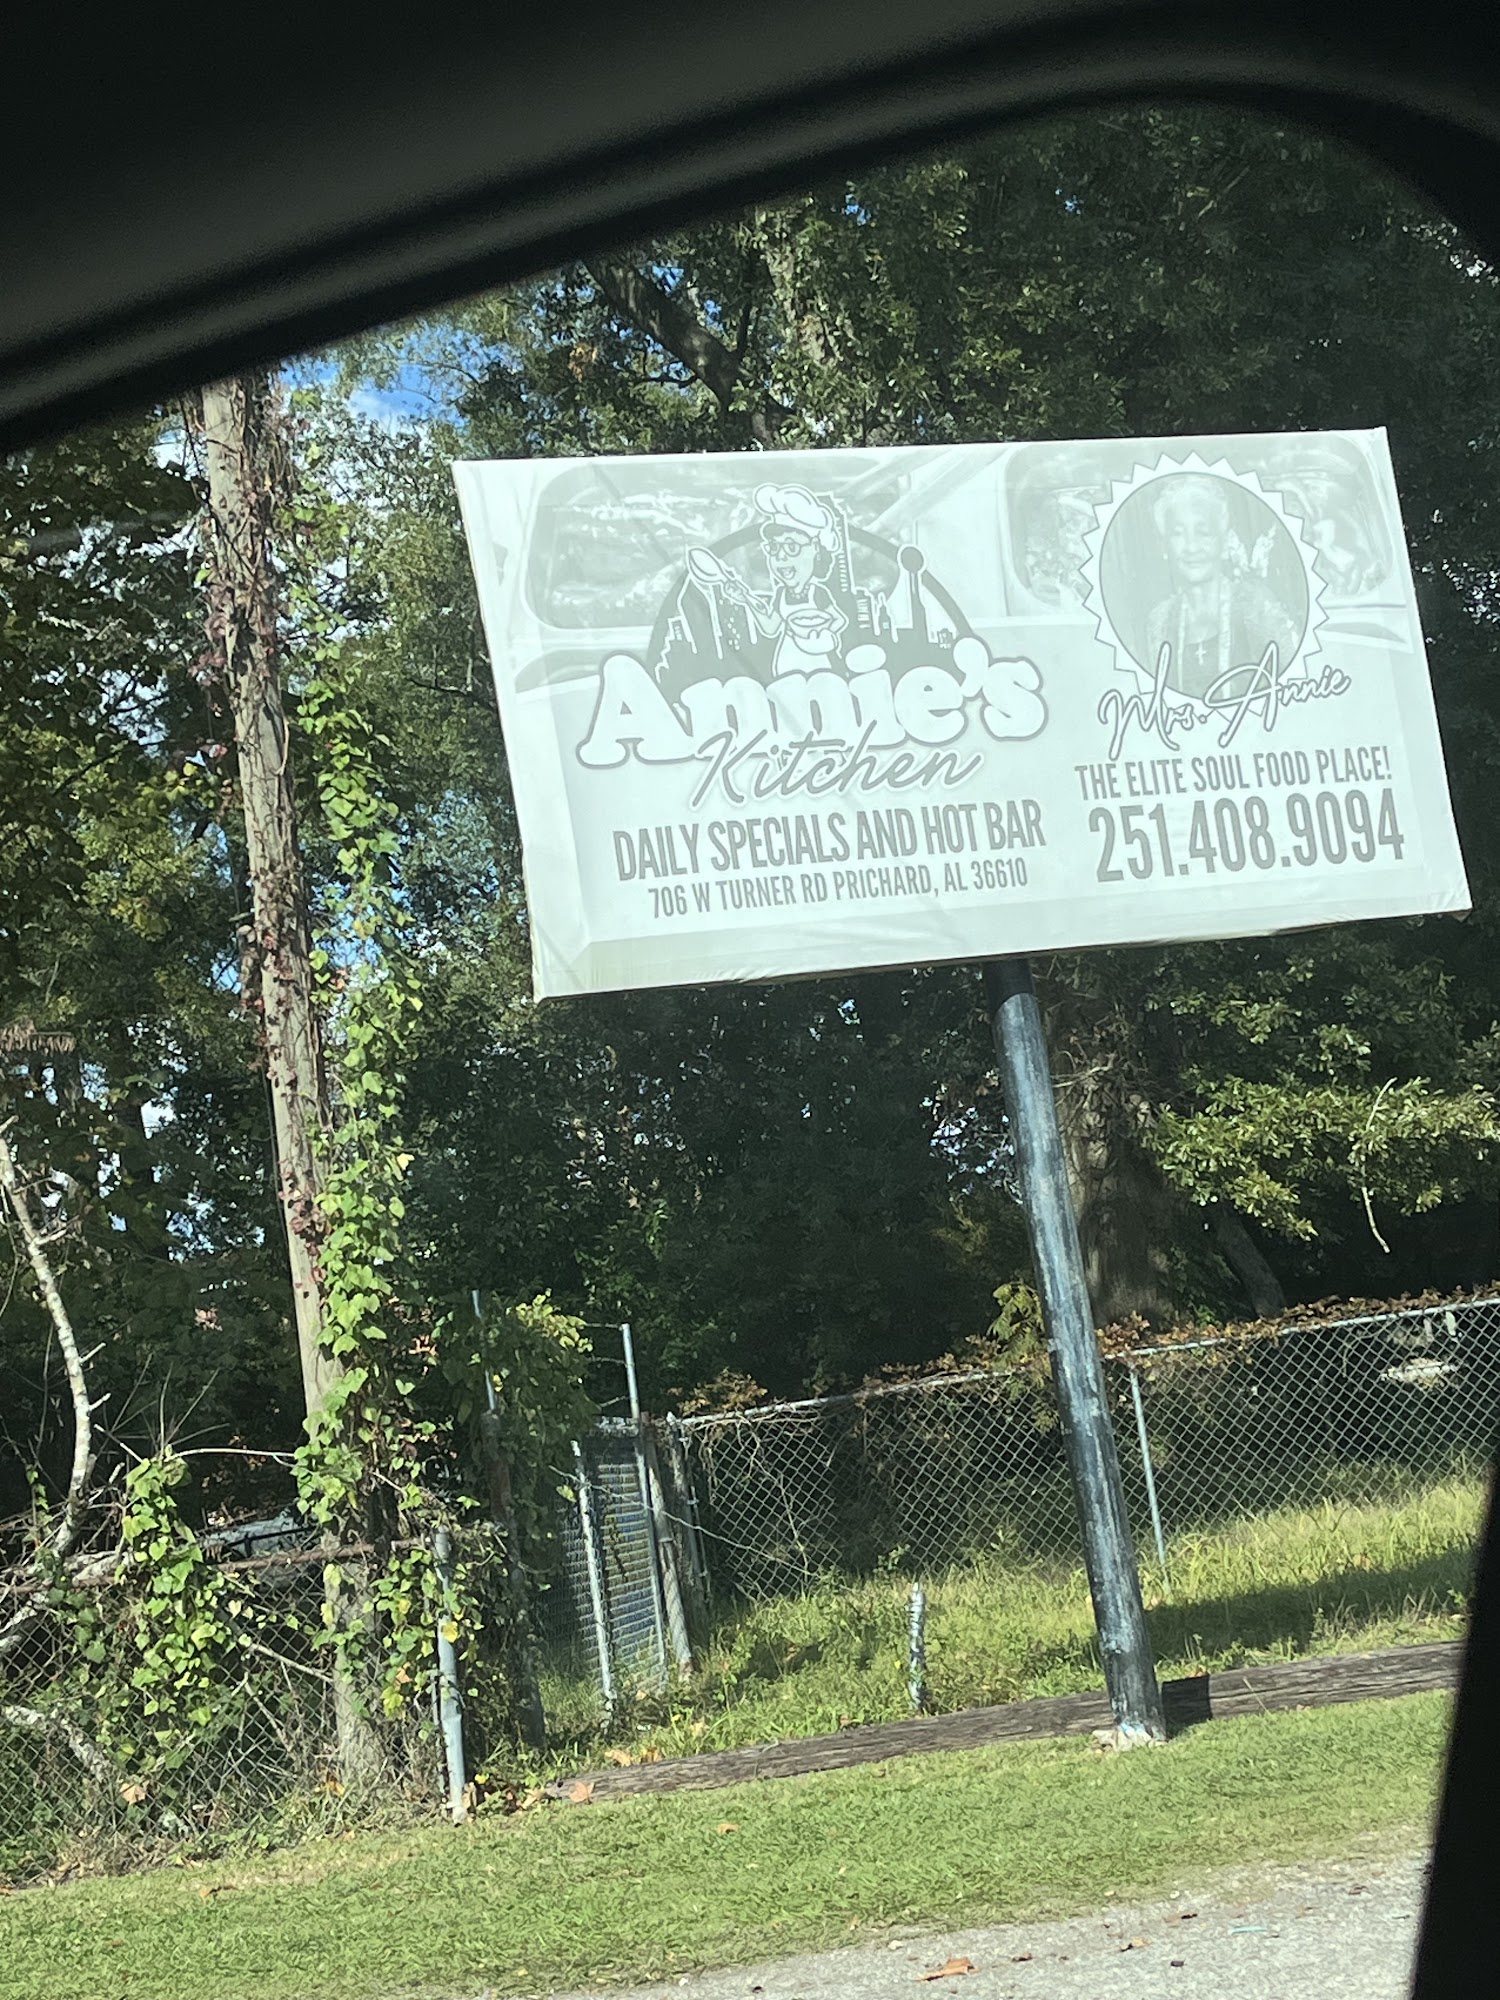 Annie's
Kitchen
DAILY SPECIALS AND HOT BAR
706 W TURNER RD PRICHARD, AL 36610
Mrs. Annie
THE ELITE SOUL FOOD PLACE!
251.408.9094